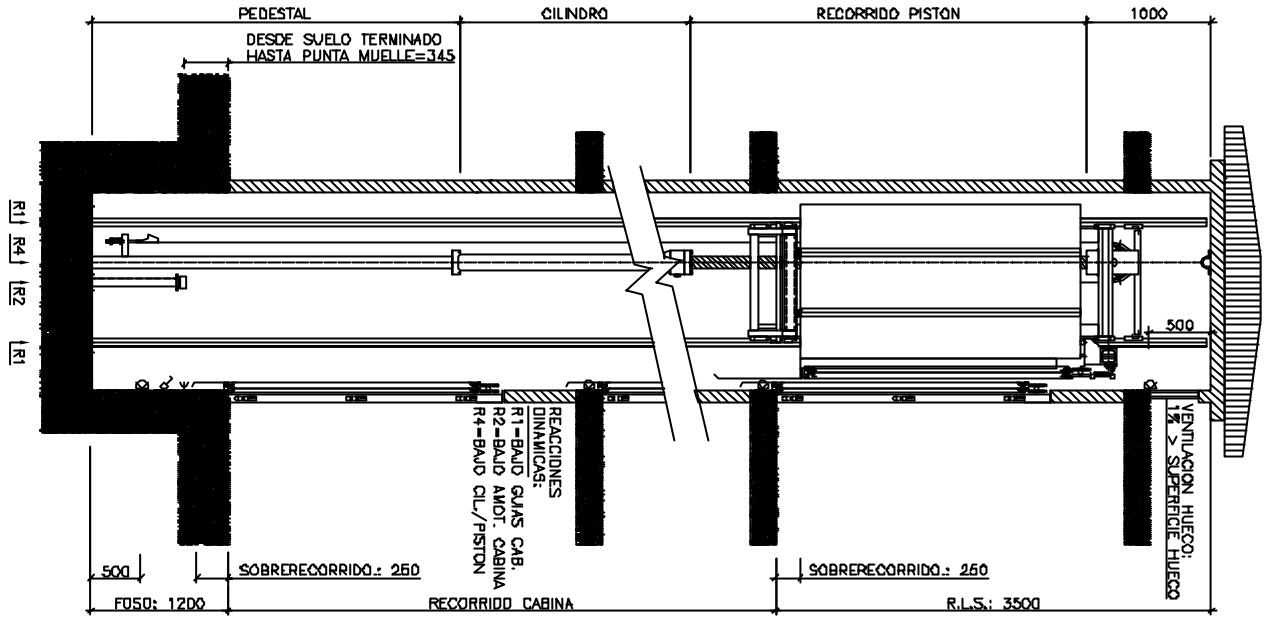 PEDESTAL
CILINDRO
RECORRIDO PISTON
1000
DESDE SUELO TERMINADO
HASTA PUNTA MUELLE=345
R1
R4
R2
R1
500
REACCIONES
DINAMICAS:
R1=BAJO GUIAS CAB.
R2=BAJO AMOT. CABINA
R4=BAJO CIL./PISTON
VENTILACION HUECO:
1% > SUPERFICIE HUECO
500
SOBRERECORRIDO.: 250
SOBRERECORRIDO.: 250
FOSO: 1200
RECORRIDO CABINA
R.L.S.: 3500